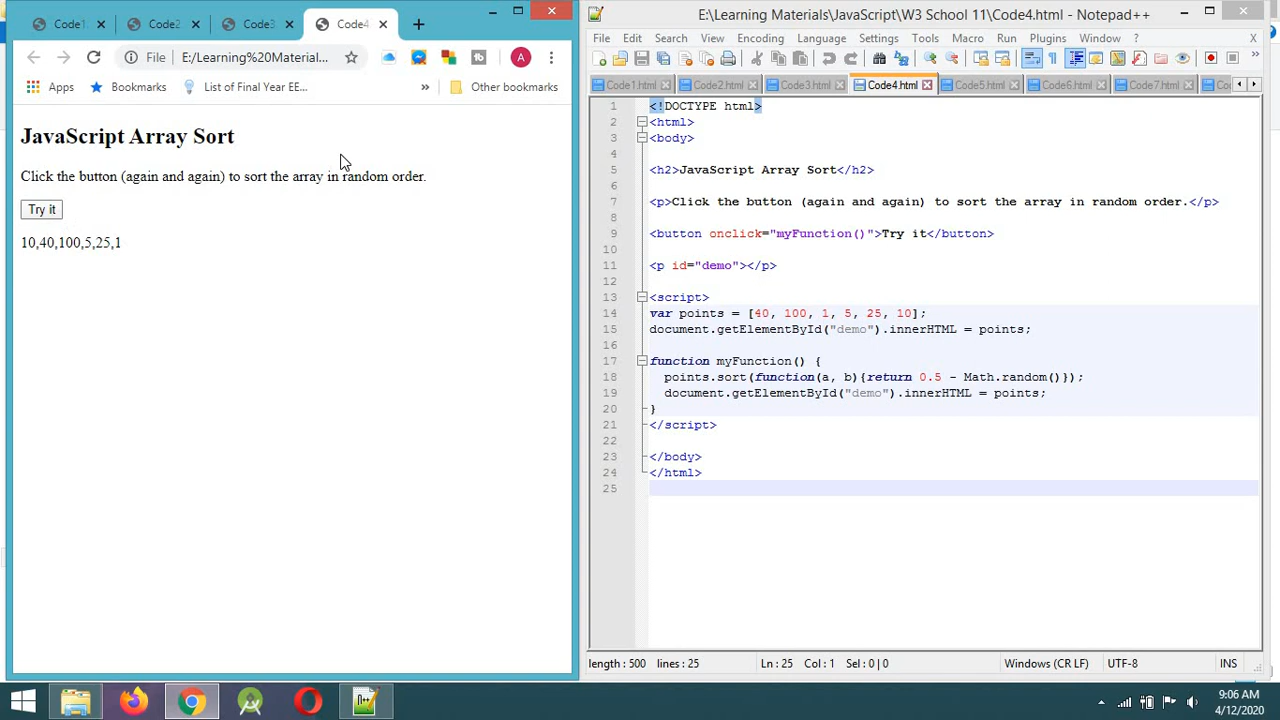 Code1
Code2
Code3
Code4
File
E:/Learning%20Material...
A
Apps
Bookmarks
List of Final Year EE...
»
Other bookmarks
JavaScript Array Sort
Click the button (again and again) to sort the array in random order.
Try it
10,40,100,5,25,1
E:\Learning Materials\JavaScript\W3 School 11\Code4.html - Notepad++
File Edit Search View Encoding Language Settings Tools Macro Run Plugins Window ? X
Code1.html Code2.html Code3.html Code4.html Code5.html Code6.html Code7.html Co
1 <!DOCTYPE html>
2 <html>
3 <body>
4
5 <h2>JavaScript Array Sort</h2>
6
7 <p>Click the button (again and again) to sort the array in random order.</p>
8
9 <button onclick="myFunction()">Try it</button>
10
11 <p id="demo"></p>
12
13 <script>
14 var points = [40, 100, 1, 5, 25, 10];
15 document.getElementById("demo").innerHTML = points;
16
17 function myFunction() {
18 points.sort(function(a, b){return 0.5 - Math.random()});
19 document.getElementById("demo").innerHTML = points;
20 }
21 </script>
22
23 </body>
24 </html>
25
length : 500 lines : 25 Ln : 25 Col : 1 Sel : 0 | 0 Windows (CR LF) UTF-8 INS
9:06 AM
4/12/2020